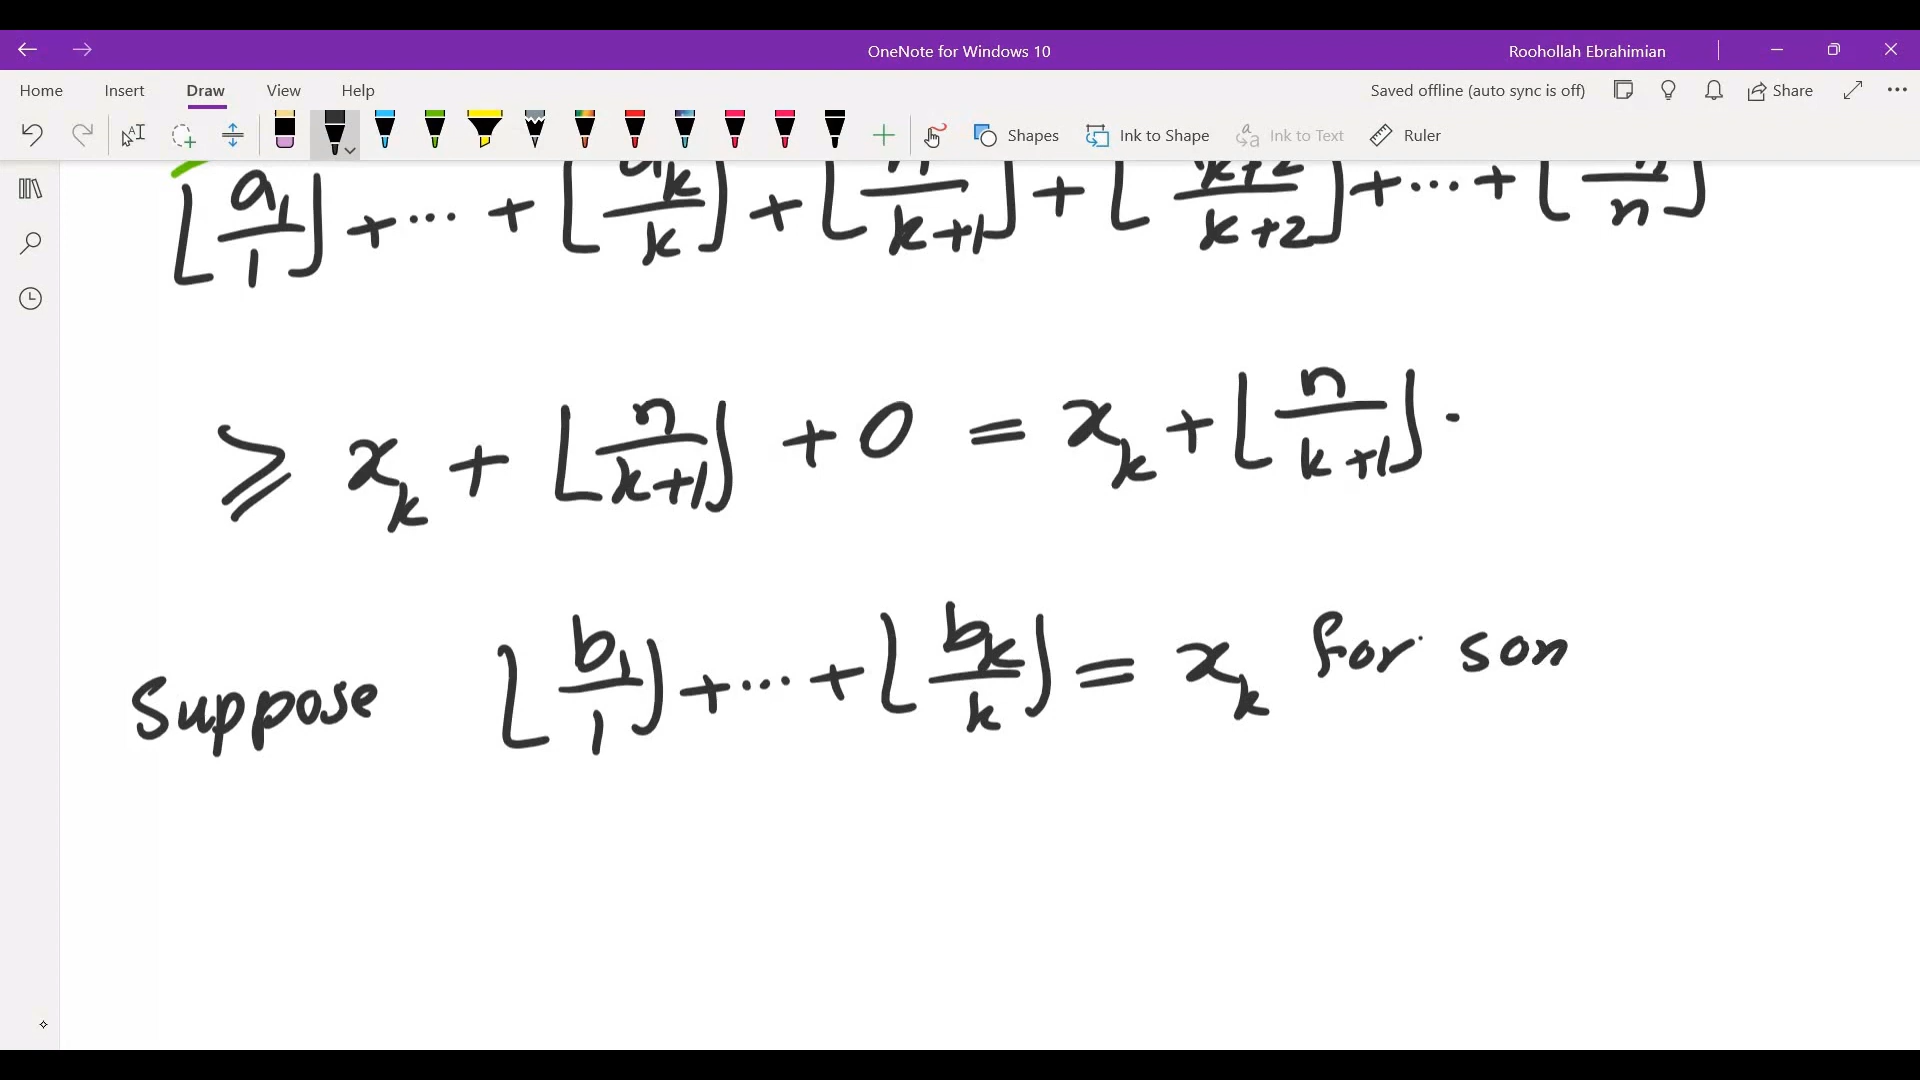 OneNote for Windows 10 Roohollah Ebrahimian
Home Insert Draw View Help Saved offline (auto sync is off) Share
Shapes Ink to Shape Ink to Text Ruler
⌊a₁/1⌋ + ⋯ + ⌊aₖ/k⌋ + ⌊n/(k+1)⌋ + ⌊(k+2)/(k+2)⌋ + ⋯ + ⌊ /n⌋
⩾ xₖ + ⌊n/(k+1)⌋ + 0 = xₖ + ⌊n/(k+1)⌋ .
Suppose ⌊b₁/1⌋ + ⋯ + ⌊bₖ/k⌋ = xₖ for som